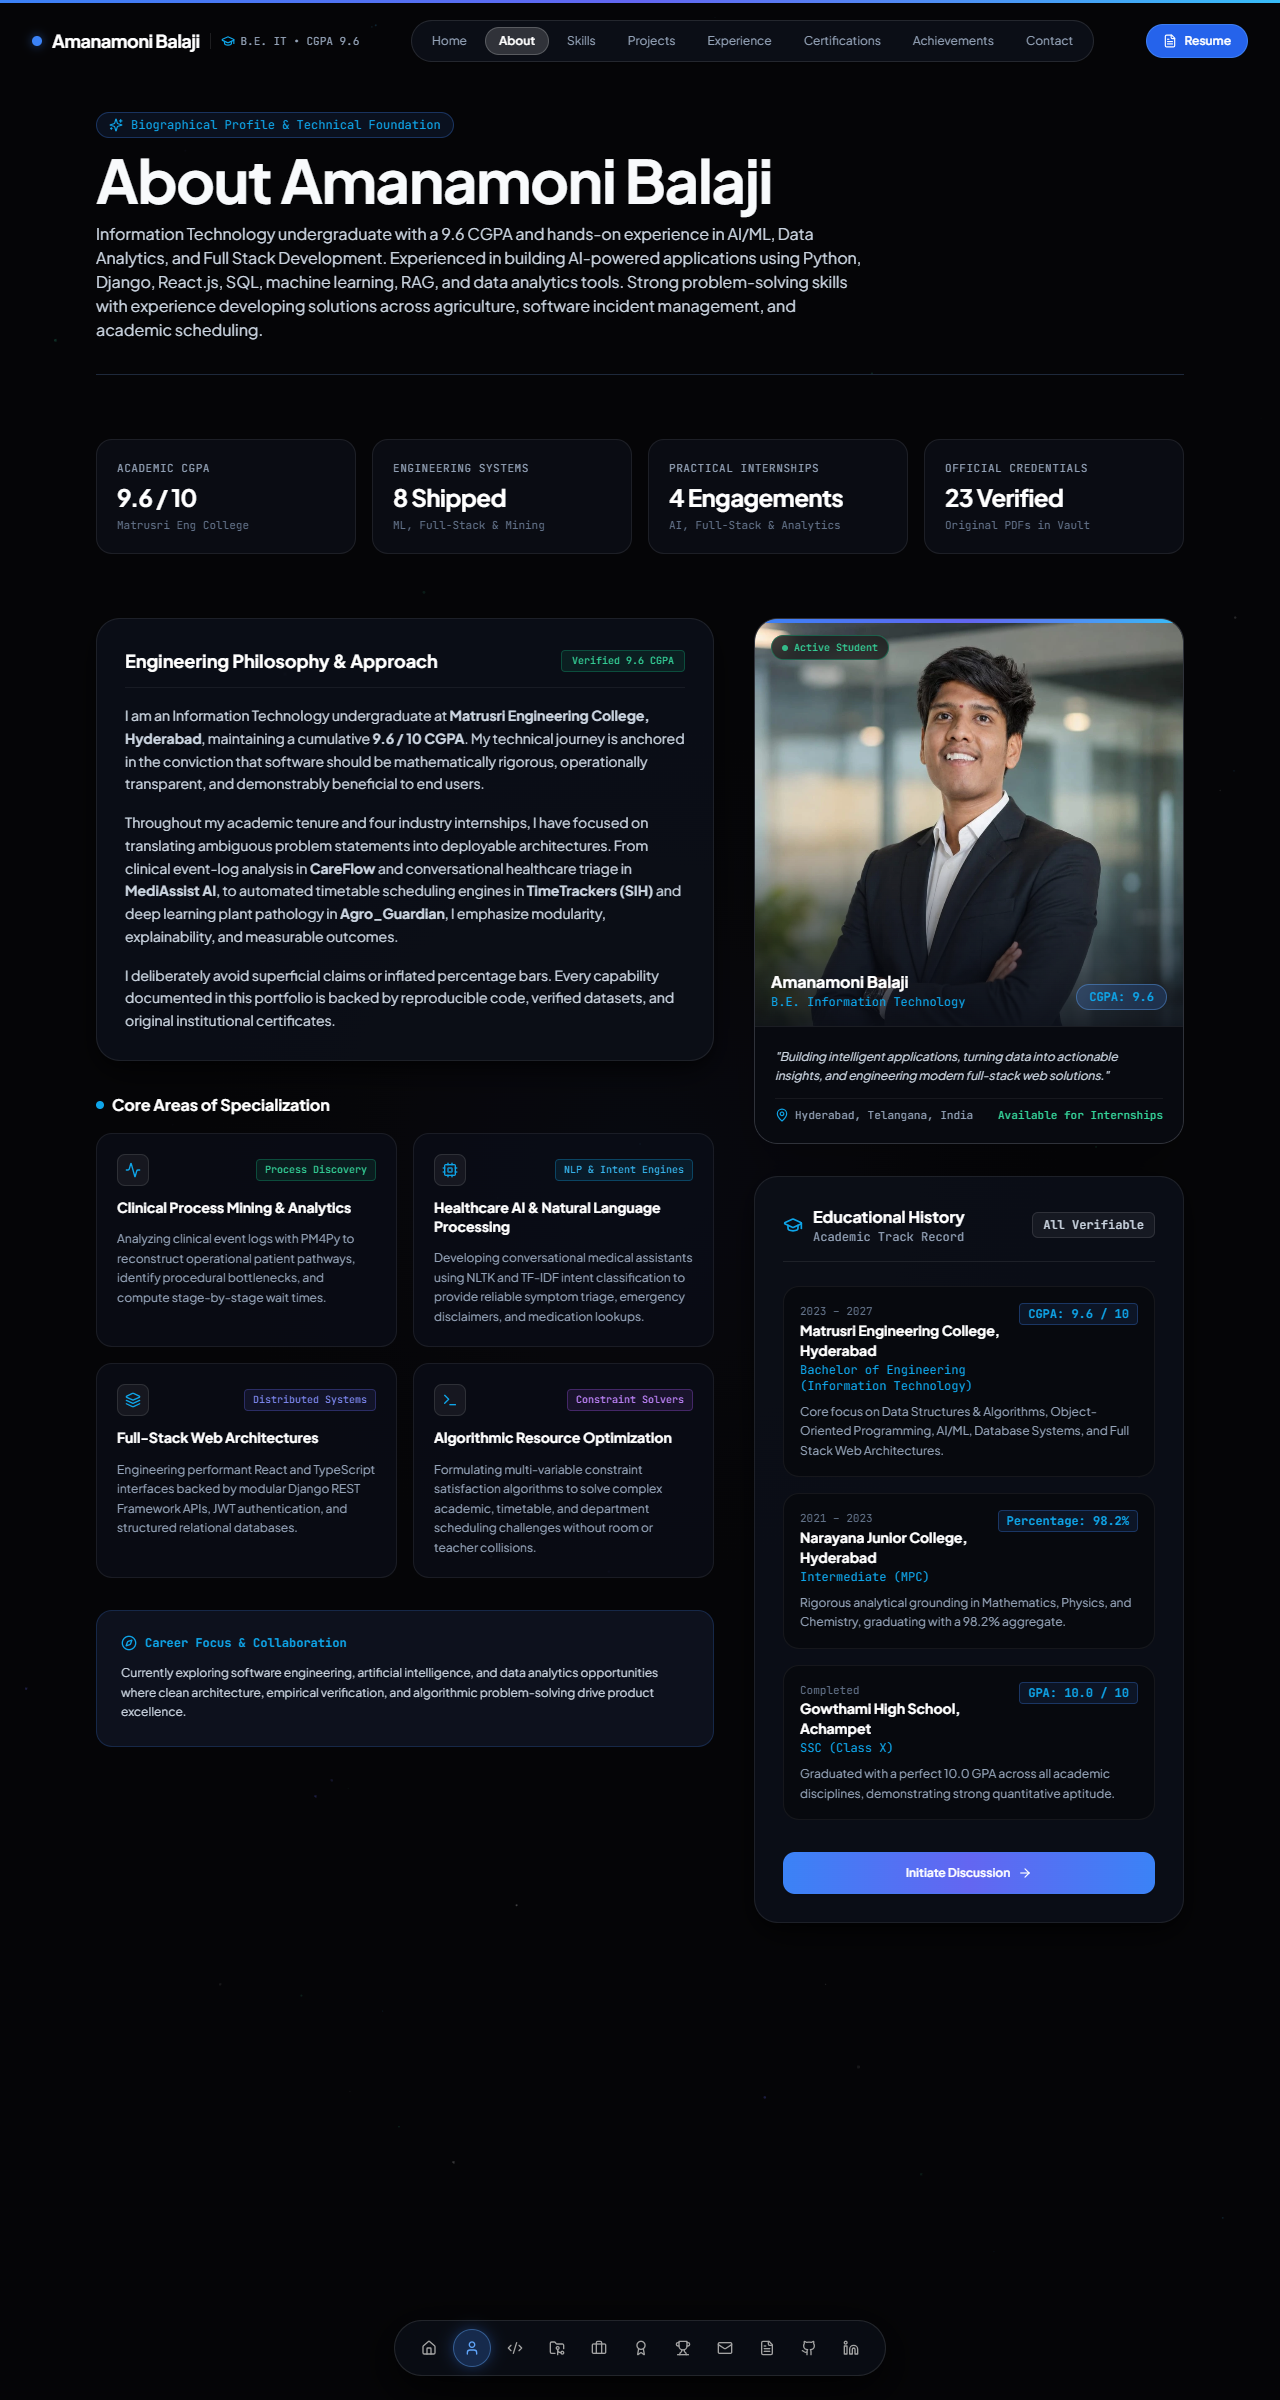 Amanamoni Balaji
B.E. IT • CGPA 9.6
Home
About
Skills
Projects
Experience
Certifications
Achievements
Contact
Resume
Biographical Profile & Technical Foundation
About Amanamoni Balaji
Information Technology undergraduate with a 9.6 CGPA and hands-on experience in AI/ML, Data
Analytics, and Full Stack Development. Experienced in building AI-powered applications using Python,
Django, React.js, SQL, machine learning, RAG, and data analytics tools. Strong problem-solving skills
with experience developing solutions across agriculture, software incident management, and
academic scheduling.
ACADEMIC CGPA
9.6 / 10
Matrusri Eng College
ENGINEERING SYSTEMS
8 Shipped
ML, Full-Stack & Mining
PRACTICAL INTERNSHIPS
4 Engagements
AI, Full-Stack & Analytics
OFFICIAL CREDENTIALS
23 Verified
Original PDFs in Vault
Engineering Philosophy & Approach
Verified 9.6 CGPA
I am an Information Technology undergraduate at Matrusri Engineering College,
Hyderabad, maintaining a cumulative 9.6 / 10 CGPA. My technical journey is anchored
in the conviction that software should be mathematically rigorous, operationally
transparent, and demonstrably beneficial to end users.
Throughout my academic tenure and four industry internships, I have focused on
translating ambiguous problem statements into deployable architectures. From
clinical event-log analysis in CareFlow and conversational healthcare triage in
MediAssist AI, to automated timetable scheduling engines in TimeTrackers (SIH) and
deep learning plant pathology in Agro_Guardian, I emphasize modularity,
explainability, and measurable outcomes.
I deliberately avoid superficial claims or inflated percentage bars. Every capability
documented in this portfolio is backed by reproducible code, verified datasets, and
original institutional certificates.
Core Areas of Specialization
Process Discovery
Clinical Process Mining & Analytics
Analyzing clinical event logs with PM4Py to
reconstruct operational patient pathways,
identify procedural bottlenecks, and
compute stage-by-stage wait times.
NLP & Intent Engines
Healthcare AI & Natural Language
Processing
Developing conversational medical assistants
using NLTK and TF-IDF intent classification to
provide reliable symptom triage, emergency
disclaimers, and medication lookups.
Distributed Systems
Full-Stack Web Architectures
Engineering performant React and TypeScript
interfaces backed by modular Django REST
Framework APIs, JWT authentication, and
structured relational databases.
Constraint Solvers
Algorithmic Resource Optimization
Formulating multi-variable constraint
satisfaction algorithms to solve complex
academic, timetable, and department
scheduling challenges without room or
teacher collisions.
Career Focus & Collaboration
Currently exploring software engineering, artificial intelligence, and data analytics opportunities
where clean architecture, empirical verification, and algorithmic problem-solving drive product
excellence.
Active Student
Amanamoni Balaji
B.E. Information Technology
CGPA: 9.6
"Building intelligent applications, turning data into actionable
insights, and engineering modern full-stack web solutions."
Hyderabad, Telangana, India
Available for Internships
Educational History
Academic Track Record
All Verifiable
2023 – 2027
CGPA: 9.6 / 10
Matrusri Engineering College,
Hyderabad
Bachelor of Engineering
(Information Technology)
Core focus on Data Structures & Algorithms, Object-
Oriented Programming, AI/ML, Database Systems, and Full
Stack Web Architectures.
2021 – 2023
Percentage: 98.2%
Narayana Junior College,
Hyderabad
Intermediate (MPC)
Rigorous analytical grounding in Mathematics, Physics, and
Chemistry, graduating with a 98.2% aggregate.
Completed
GPA: 10.0 / 10
Gowthami High School,
Achampet
SSC (Class X)
Graduated with a perfect 10.0 GPA across all academic
disciplines, demonstrating strong quantitative aptitude.
Initiate Discussion